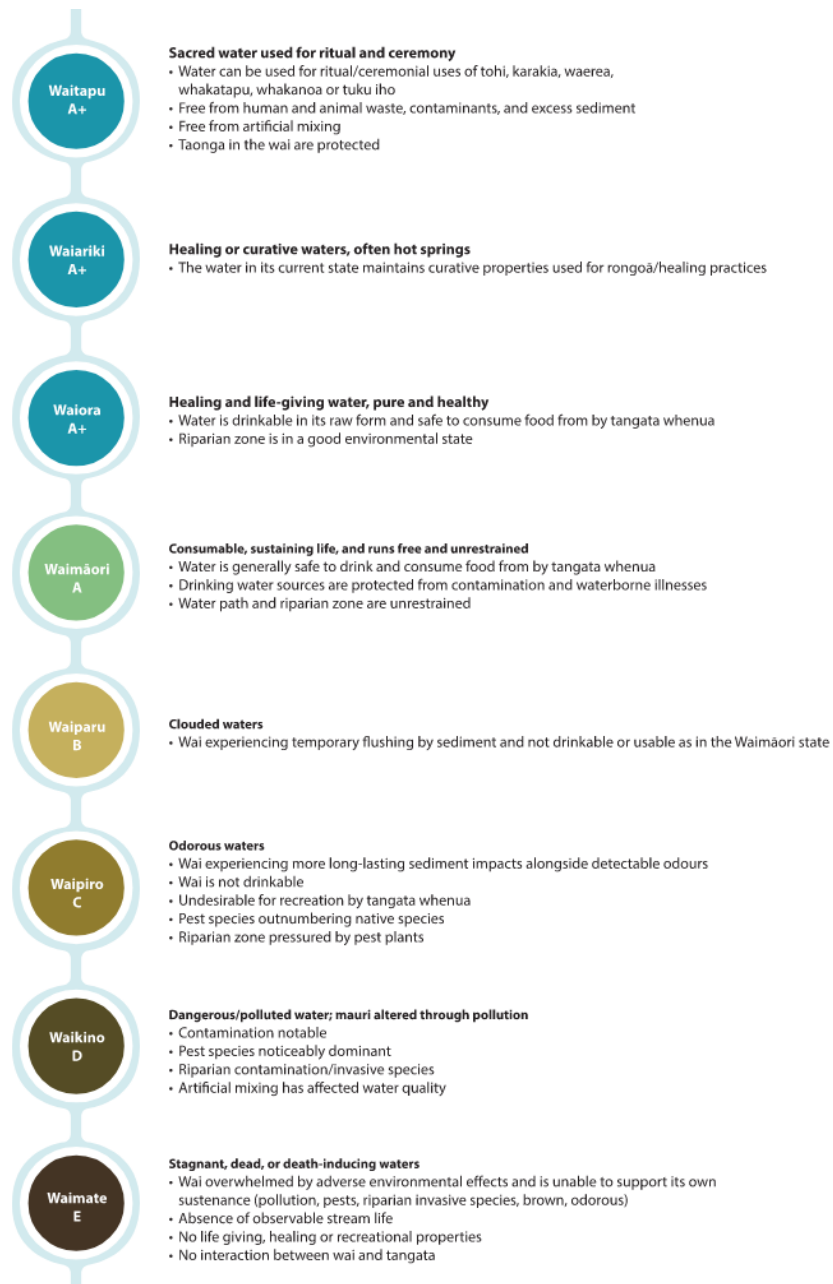 Waitapu
A+
Sacred water used for ritual and ceremony
• Water can be used for ritual/ceremonial uses of tohi, karakia, waerea,
whakatapu, whakanoa or tuku iho
• Free from human and animal waste, contaminants, and excess sediment
• Free from artificial mixing
• Taonga in the wai are protected
Waiariki
A+
Healing or curative waters, often hot springs
• The water in its current state maintains curative properties used for rongoā/healing practices
Waiora
A+
Healing and life-giving water, pure and healthy
• Water is drinkable in its raw form and safe to consume food from by tangata whenua
• Riparian zone is in a good environmental state
Waimāori
A
Consumable, sustaining life, and runs free and unrestrained
• Water is generally safe to drink and consume food from by tangata whenua
• Drinking water sources are protected from contamination and waterborne illnesses
• Water path and riparian zone are unrestrained
Waiparu
B
Clouded waters
• Wai experiencing temporary flushing by sediment and not drinkable or usable as in the Waimāori state
Waipiro
C
Odorous waters
• Wai experiencing more long-lasting sediment impacts alongside detectable odours
• Wai is not drinkable
• Undesirable for recreation by tangata whenua
• Pest species outnumbering native species
• Riparian zone pressured by pest plants
Waikino
D
Dangerous/polluted water; mauri altered through pollution
• Contamination notable
• Pest species noticeably dominant
• Riparian contamination/invasive species
• Artificial mixing has affected water quality
Waimate
E
Stagnant, dead, or death-inducing waters
• Wai overwhelmed by adverse environmental effects and is unable to support its own
sustenance (pollution, pests, riparian invasive species, brown, odorous)
• Absence of observable stream life
• No life giving, healing or recreational properties
• No interaction between wai and tangata